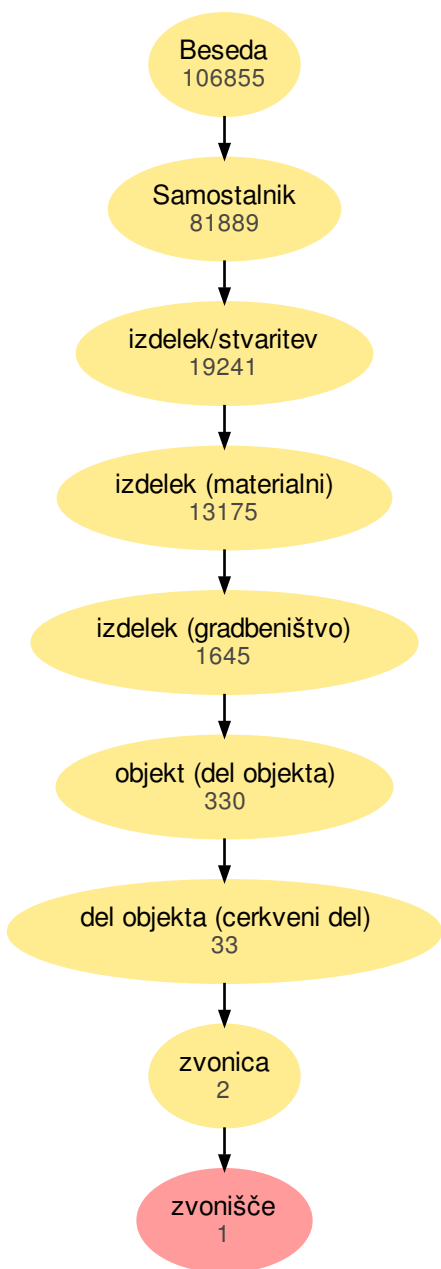 Beseda
106855
Samostalnik
81889
izdelek/stvaritev
19241
izdelek (materialni)
13175
izdelek (gradbeništvo)
1645
objekt (del objekta)
330
del objekta (cerkveni del)
33
zvonica
2
zvonišče
1